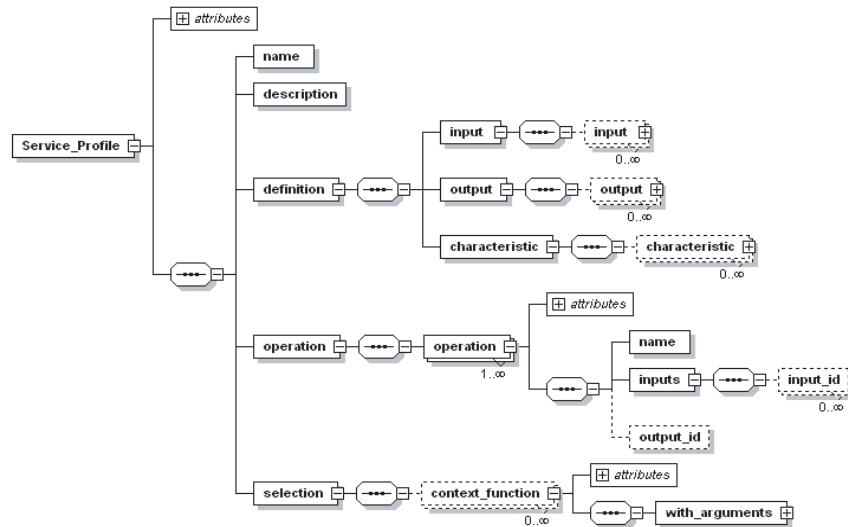 attributes
name
description
Service_Profile
input
input
0..∞
definition
output
output
0..∞
characteristic
characteristic
0..∞
attributes
operation
operation
1..∞
name
inputs
input_id
0..∞
output_id
attributes
selection
context_function
0..∞
with_arguments